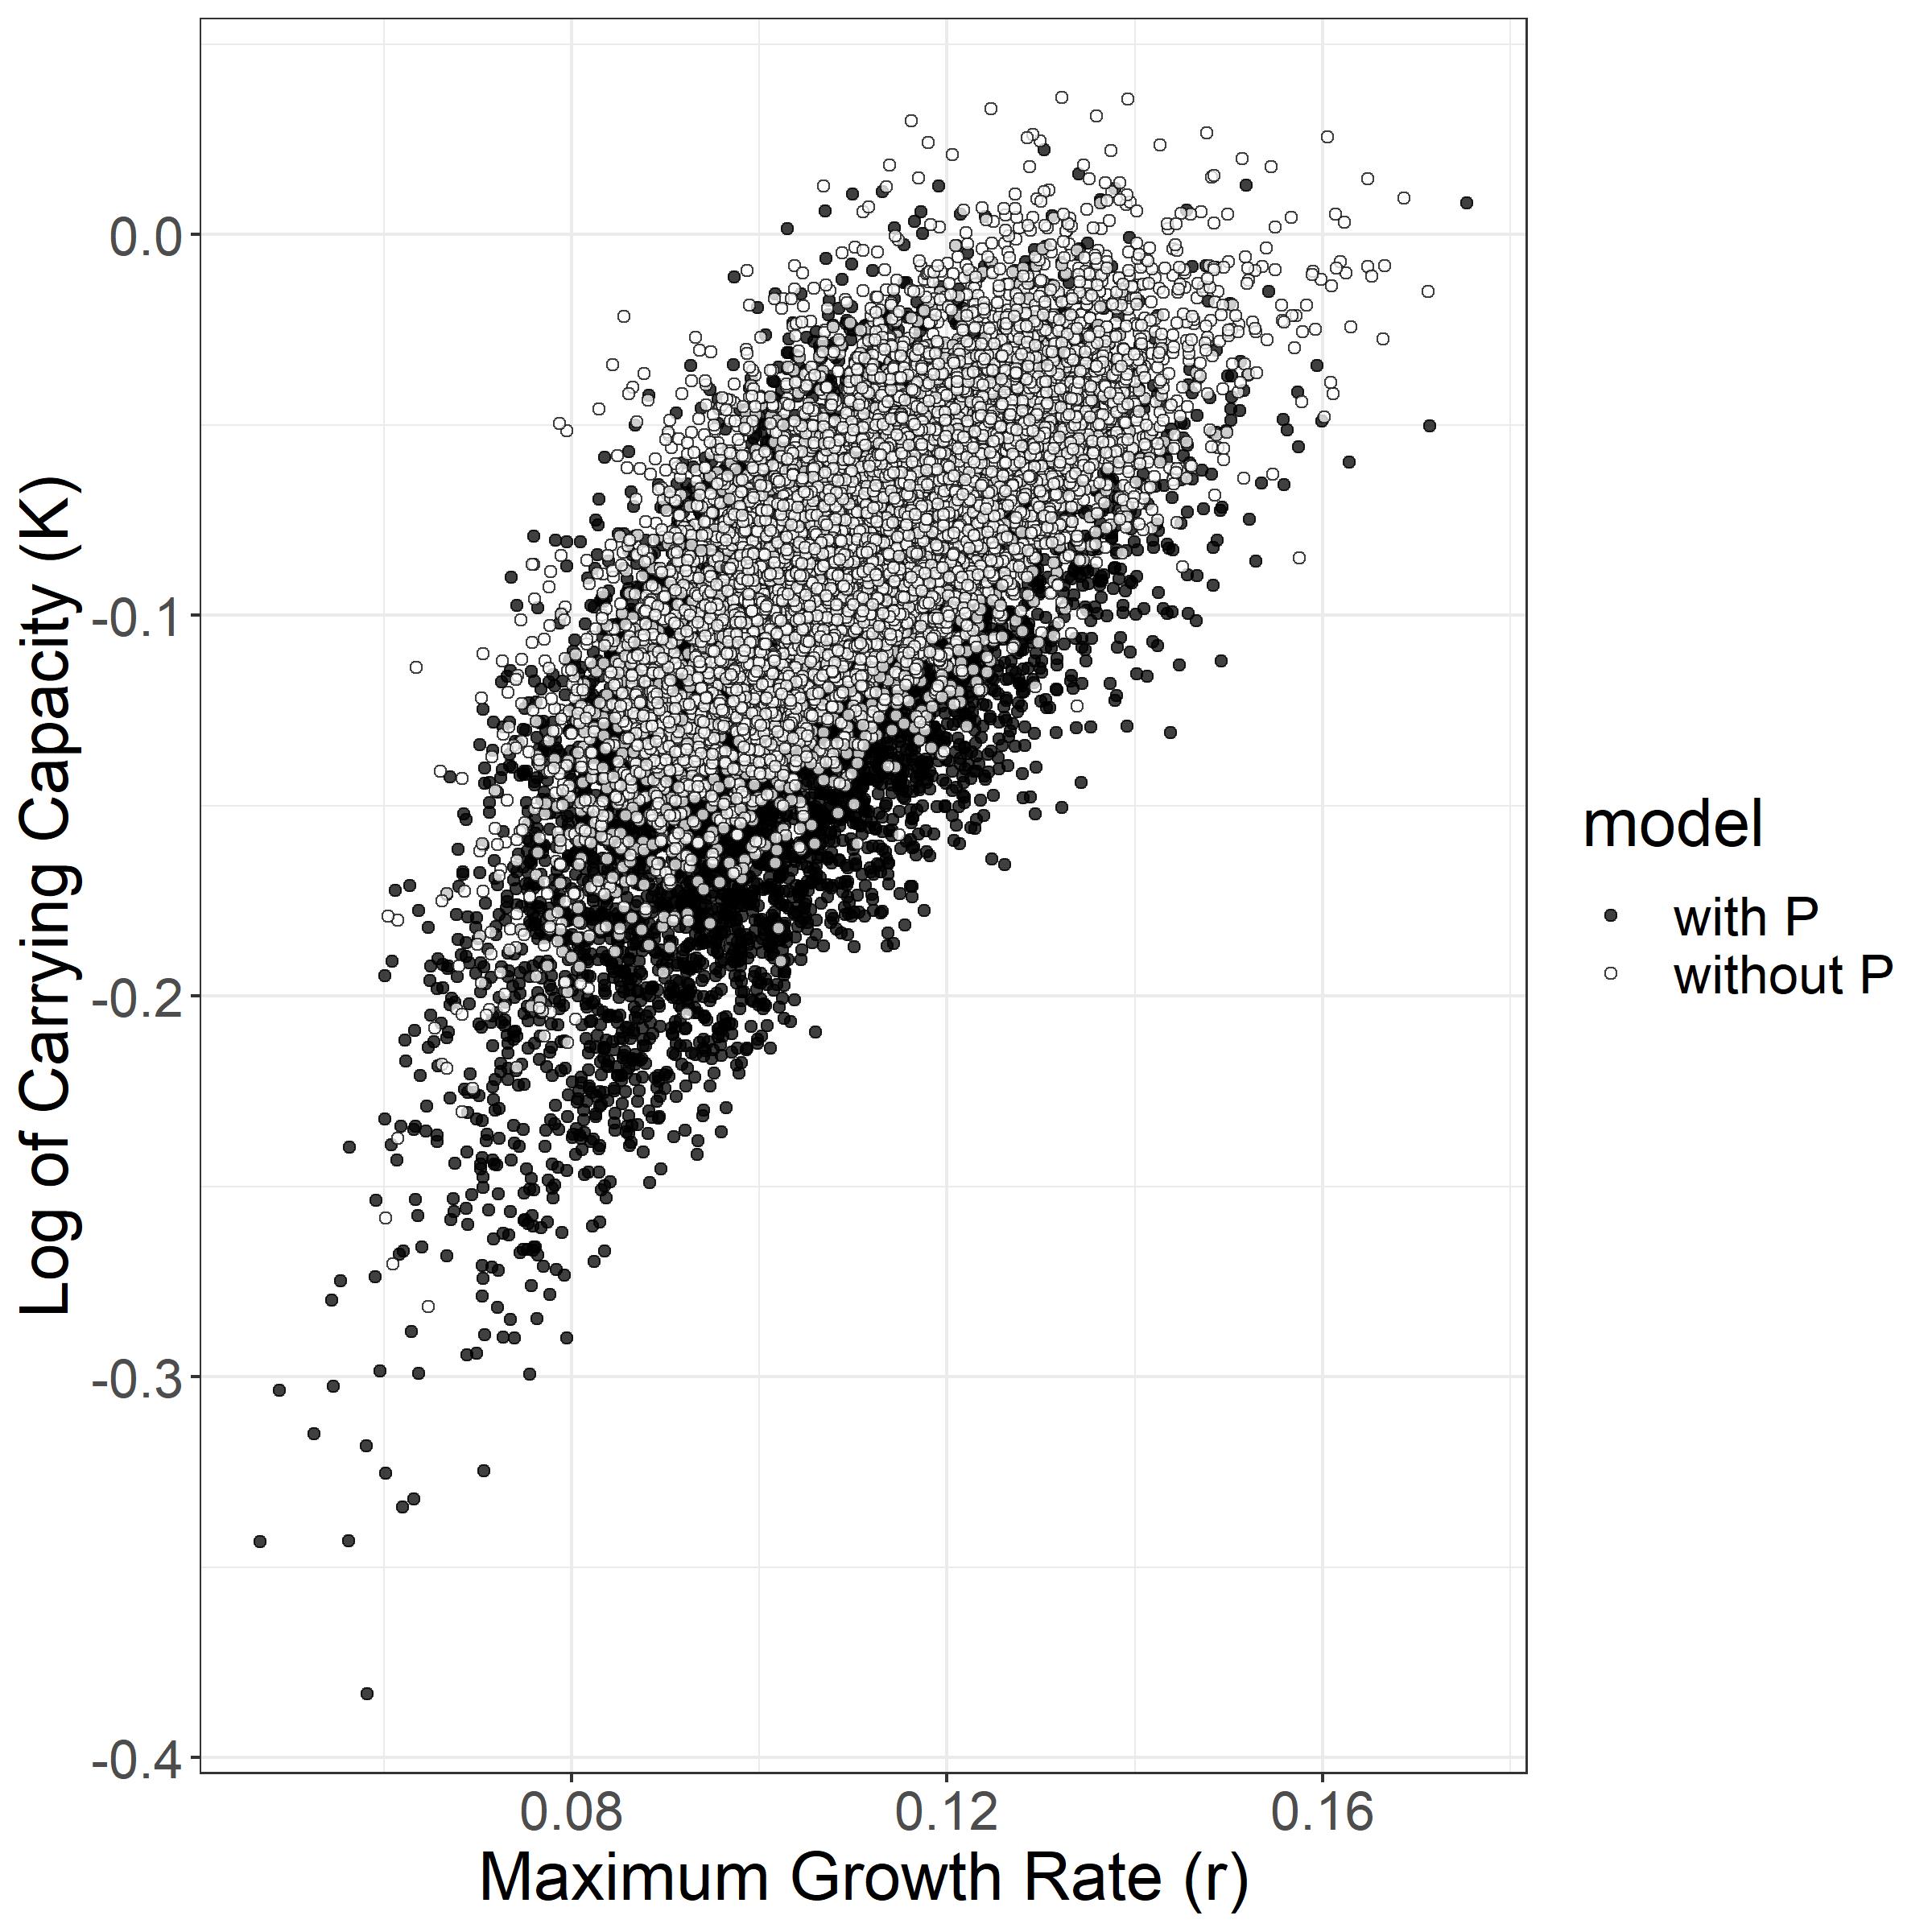 Log of Carrying Capacity (K)
0.0
-0.1
-0.2
-0.3
-0.4
0.08 0.12 0.16
Maximum Growth Rate (r)
model
with P
without P